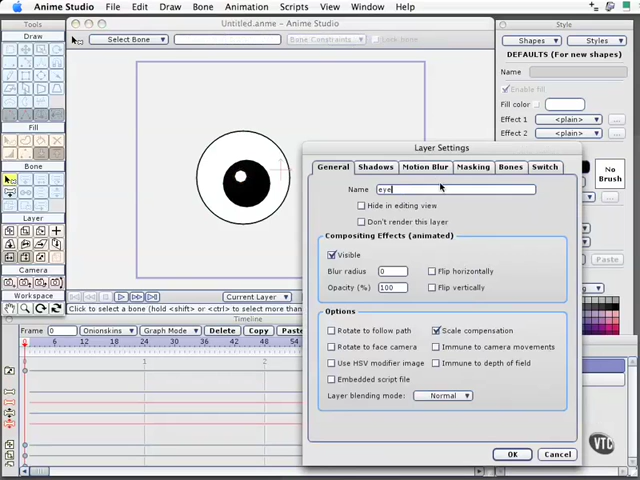 Anime Studio File Edit Draw Bone Animation Scripts View Window Help
Untitled.anme - Anime Studio
Tools
Draw
Fill
Bone
Layer
Camera
Workspace
Select Bone
Bone Constraints...
Style
Shapes Styles
DEFAULTS (For new shapes)
Name
Enable fill
Fill color
Effect 1 <plain> ...
Effect 2 <plain> ...
No Brush
Paste
Layer Settings
General Shadows Motion Blur Masking Bones Switch
Name eye
Hide in editing view
Don't render this layer
Compositing Effects (animated)
Visible
Blur radius 0 Flip horizontally
Opacity (%) 100 Flip vertically
Options
Rotate to follow path Scale compensation
Rotate to face camera Immune to camera movements
Use HSV modifier image Immune to depth of field
Embedded script file
Layer blending mode: Normal
OK Cancel
Current Layer
Click to select a bone (hold <shift> or <ctrl> to select more than
Timeline
Frame 0 Onionskins Graph Mode Delete Copy Paste
0 6 12 18 24 30 36 42 48 54
1 2
VTC